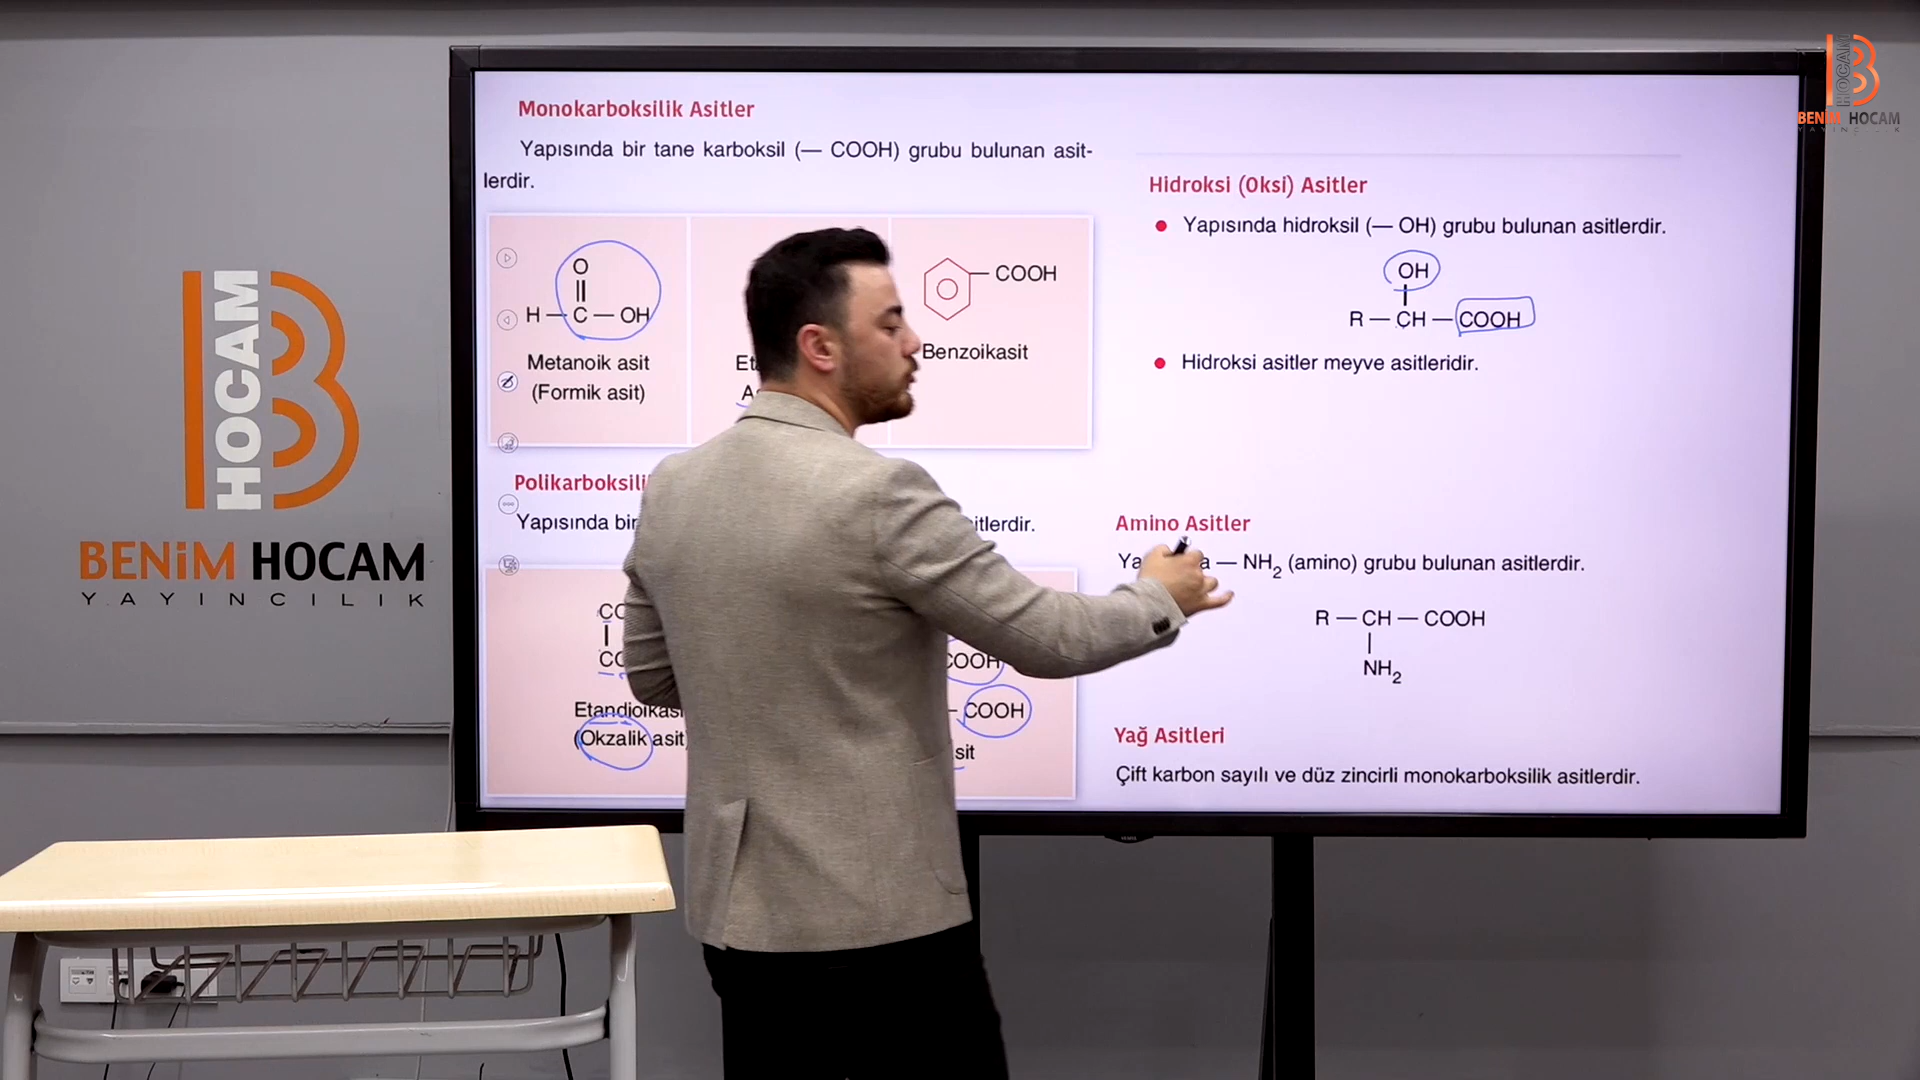 Monokarboksilik Asitler
Yapısında bir tane karboksil (— COOH) grubu bulunan asit-
lerdir.
O
H — C — OH
Metanoik asit
(Formik asit)
COOH
Benzoikasit
Yapısında bir
itlerdir.
COOH
COOH
Okzalik asit
Hidroksi (Oksi) Asitler
Yapısında hidroksil (— OH) grubu bulunan asitlerdir.
OH
R — CH — COOH
Hidroksi asitler meyve asitleridir.
Amino Asitler
— NH2 (amino) grubu bulunan asitlerdir.
R — CH — COOH
NH2
Yağ Asitleri
Çift karbon sayılı ve düz zincirli monokarboksilik asitlerdir.
HOCAM
BENiM HOCAM
YAYINCILIK
HOCAM
BENiM HOCAM
YAYINCILIK